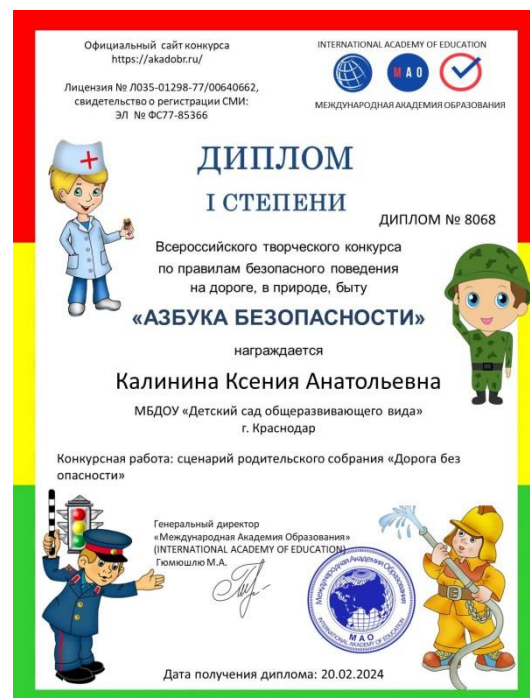 Официальный сайт конкурса
https://akadobr.ru/
Лицензия № Л035-01298-77/00640662,
свидетельство о регистрации СМИ:
ЭЛ № ФС77-85366
INTERNATIONAL ACADEMY OF EDUCATION
МАО
МЕЖДУНАРОДНАЯ АКАДЕМИЯ ОБРАЗОВАНИЯ
ДИПЛОМ
I СТЕПЕНИ
ДИПЛОМ № 8068
Всероссийского творческого конкурса
по правилам безопасного поведения
на дороге, в природе, быту
«АЗБУКА БЕЗОПАСНОСТИ»
награждается
Калинина Ксения Анатольевна
МБДОУ «Детский сад общеразвивающего вида»
г. Краснодар
Конкурсная работа: сценарий родительского собрания «Дорога без
опасности»
Генеральный директор
«Международная Академия Образования»
(INTERNATIONAL ACADEMY OF EDUCATION)
Гюмюшлю М.А.
Международная Академия Образования
МАО
INTERNATIONAL ACADEMY OF EDUCATION
Дата получения диплома: 20.02.2024